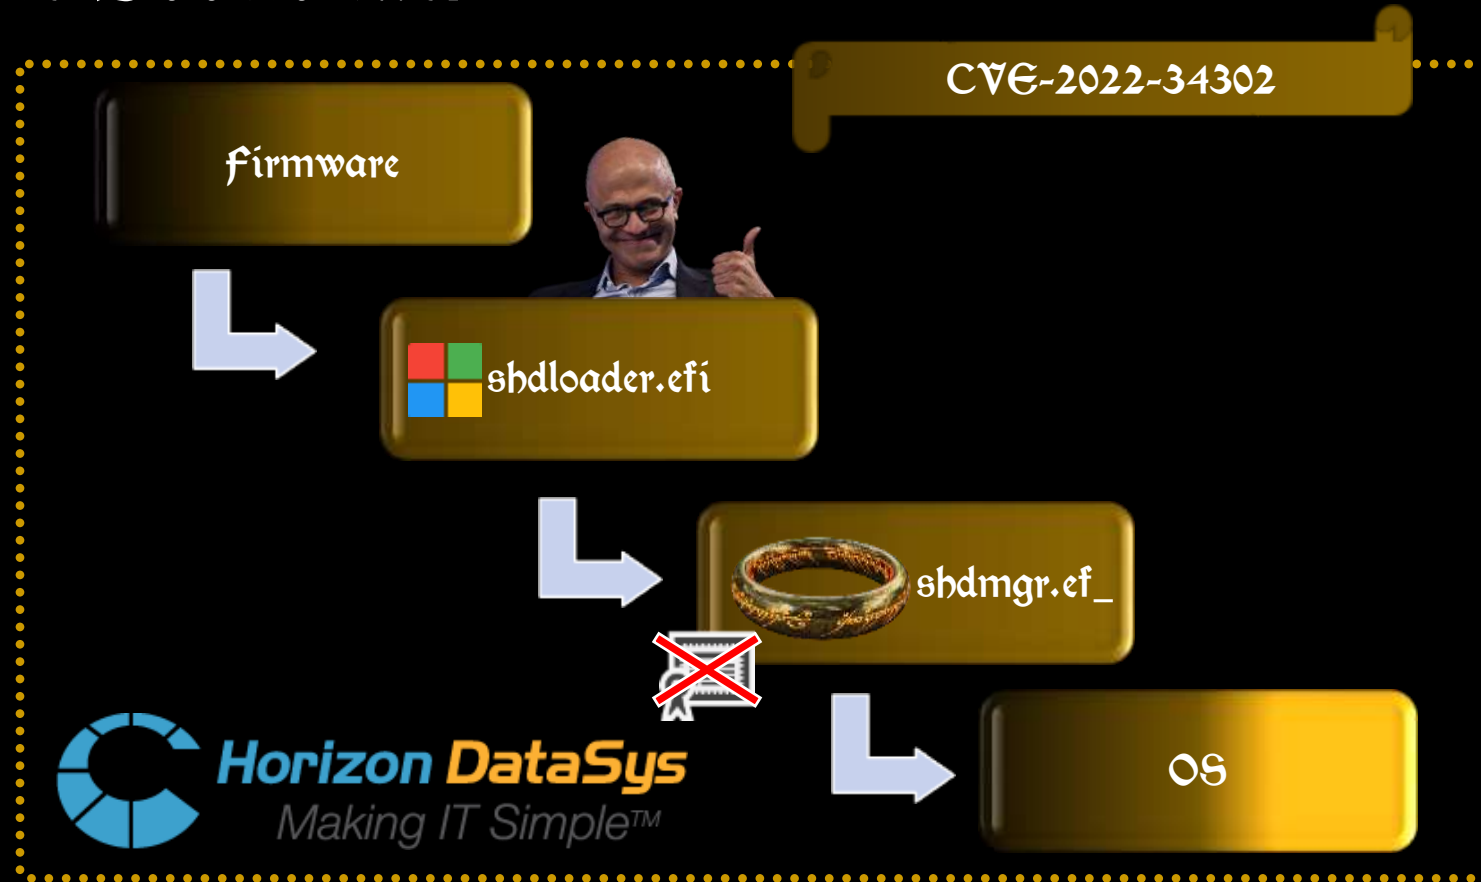 CVE-2022-34302
Firmware
shdloader.efi
shdmgr.ef_
Horizon DataSys
Making IT Simple™
OS